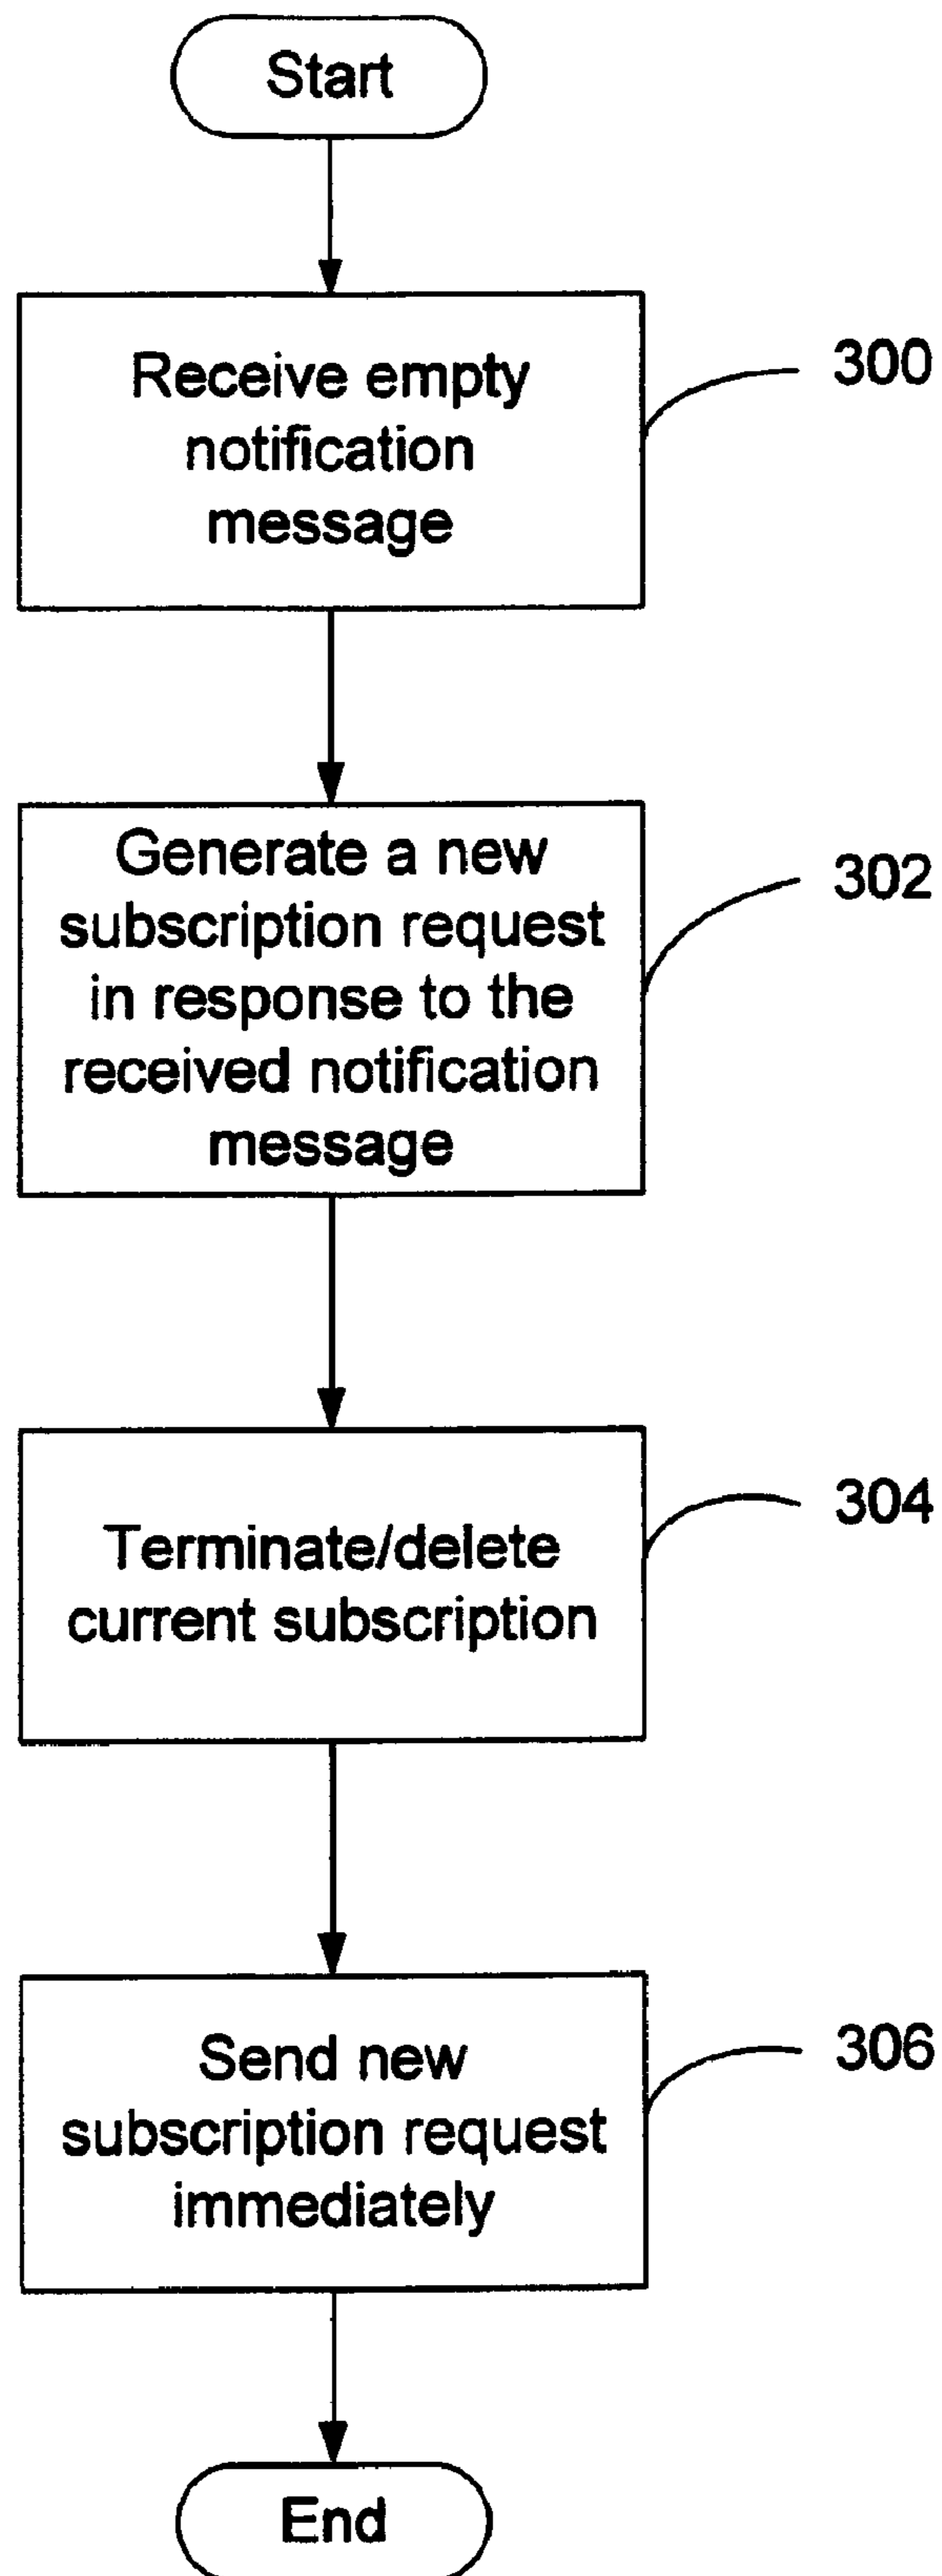 Start
Receive empty
notification
message
300
Generate a new
subscription request
in response to the
received notification
message
302
Terminate/delete
current subscription
304
Send new
subscription request
immediately
306
End